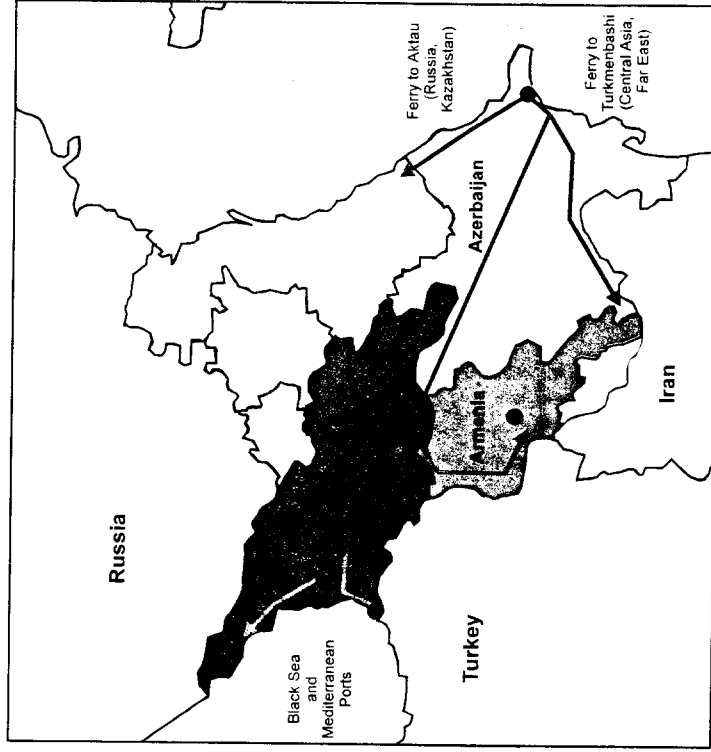 Russia
Black Sea
and
Mediterranean
Ports
Turkey
Armenia
Azerbaijan
Iran
Ferry to Aktau
(Russia,
Kazakhstan)
Ferry to
Turkmenbashi
(Central Asia,
Far East)